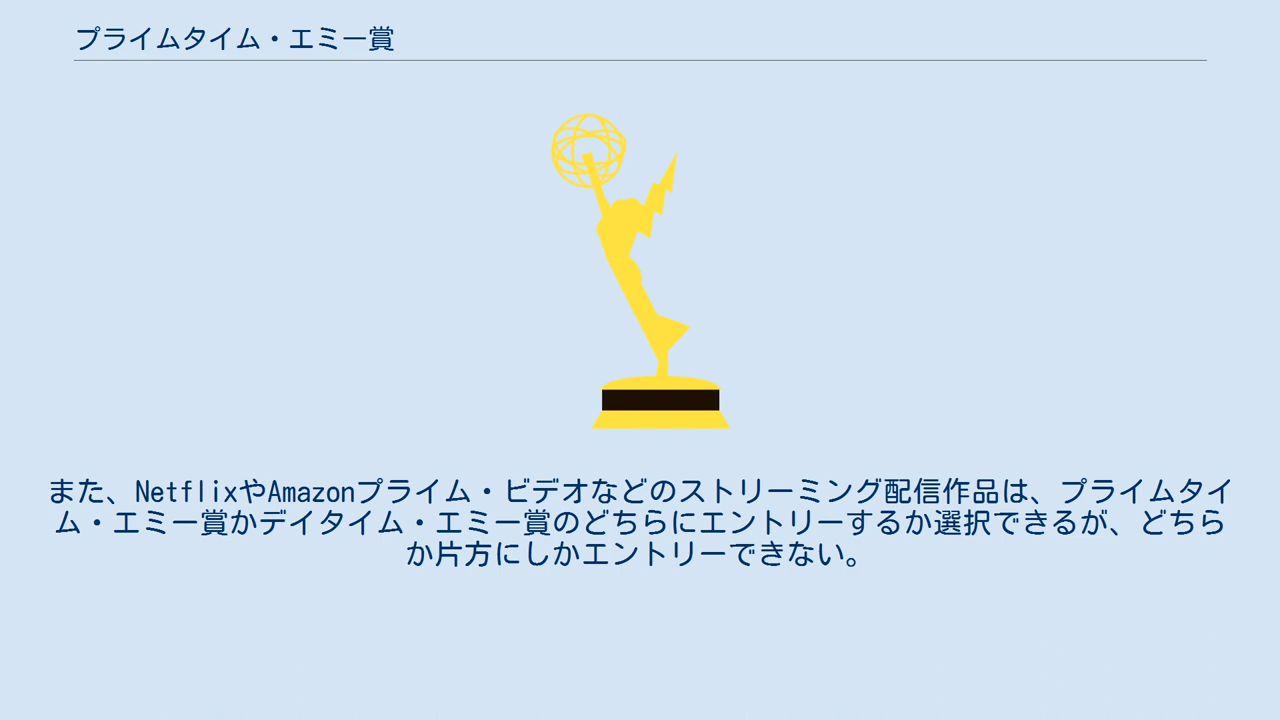 プライムタイム・エミー賞
また、NetflixやAmazonプライム・ビデオなどのストリーミング配信作品は、プライムタイ
ム・エミー賞かデイタイム・エミー賞のどちらにエントリーするか選択できるが、どちら
か片方にしかエントリーできない。